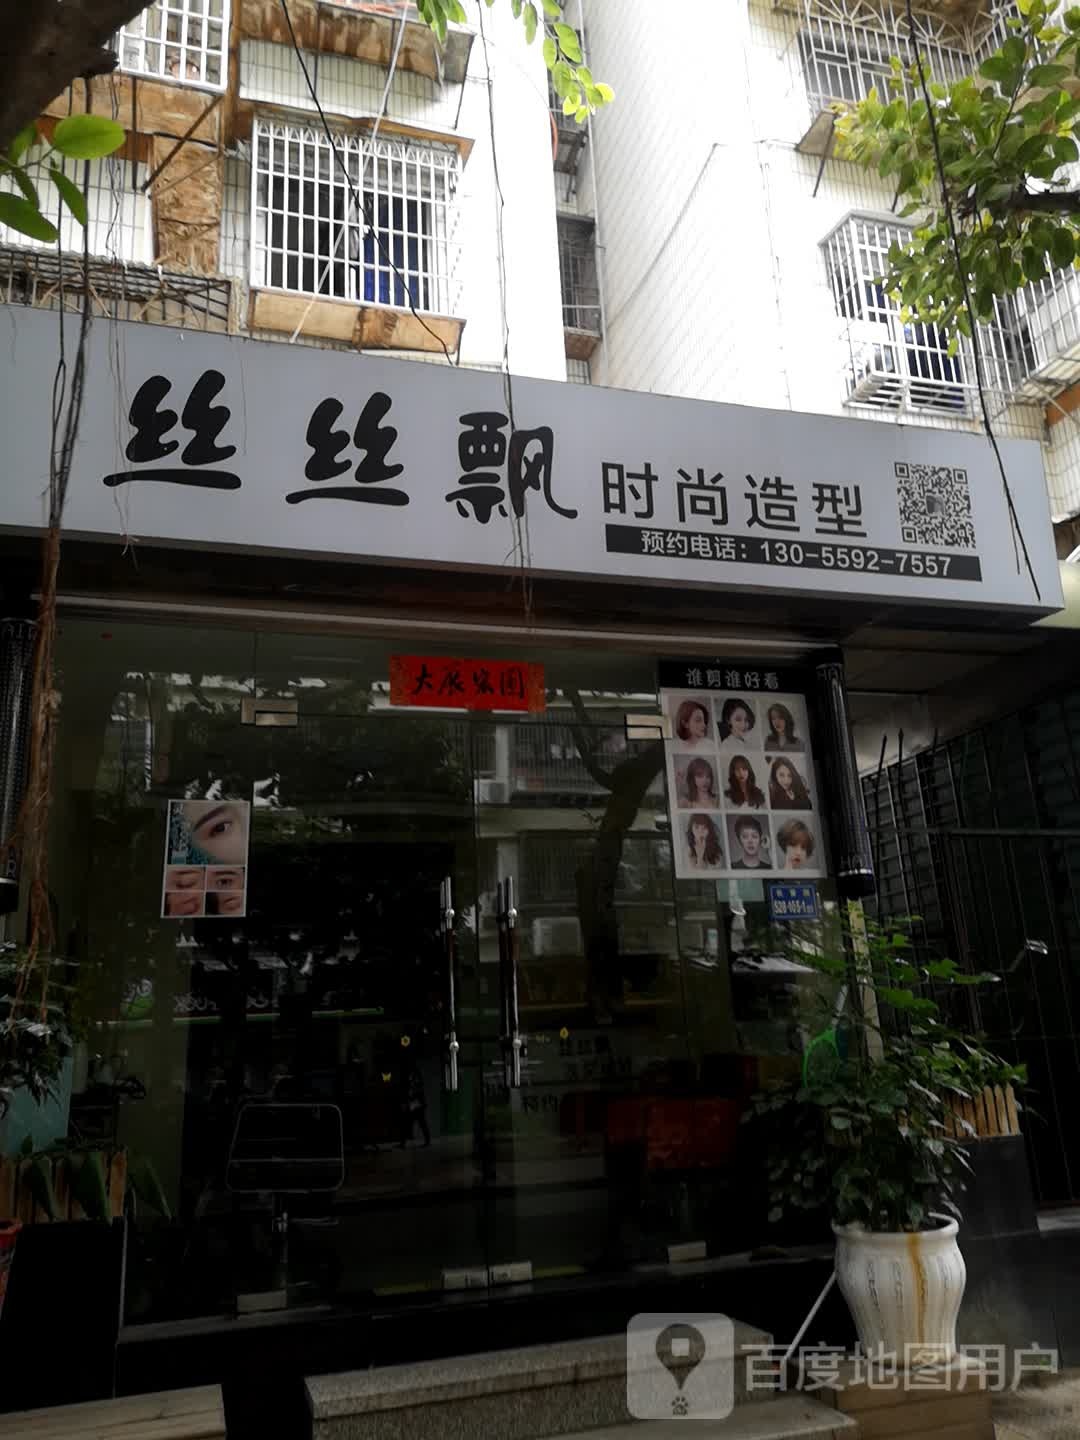 丝丝飘 时尚造型
预约电话：130-5592-7557
大展宏图
谁剪谁好看
百度地图用户